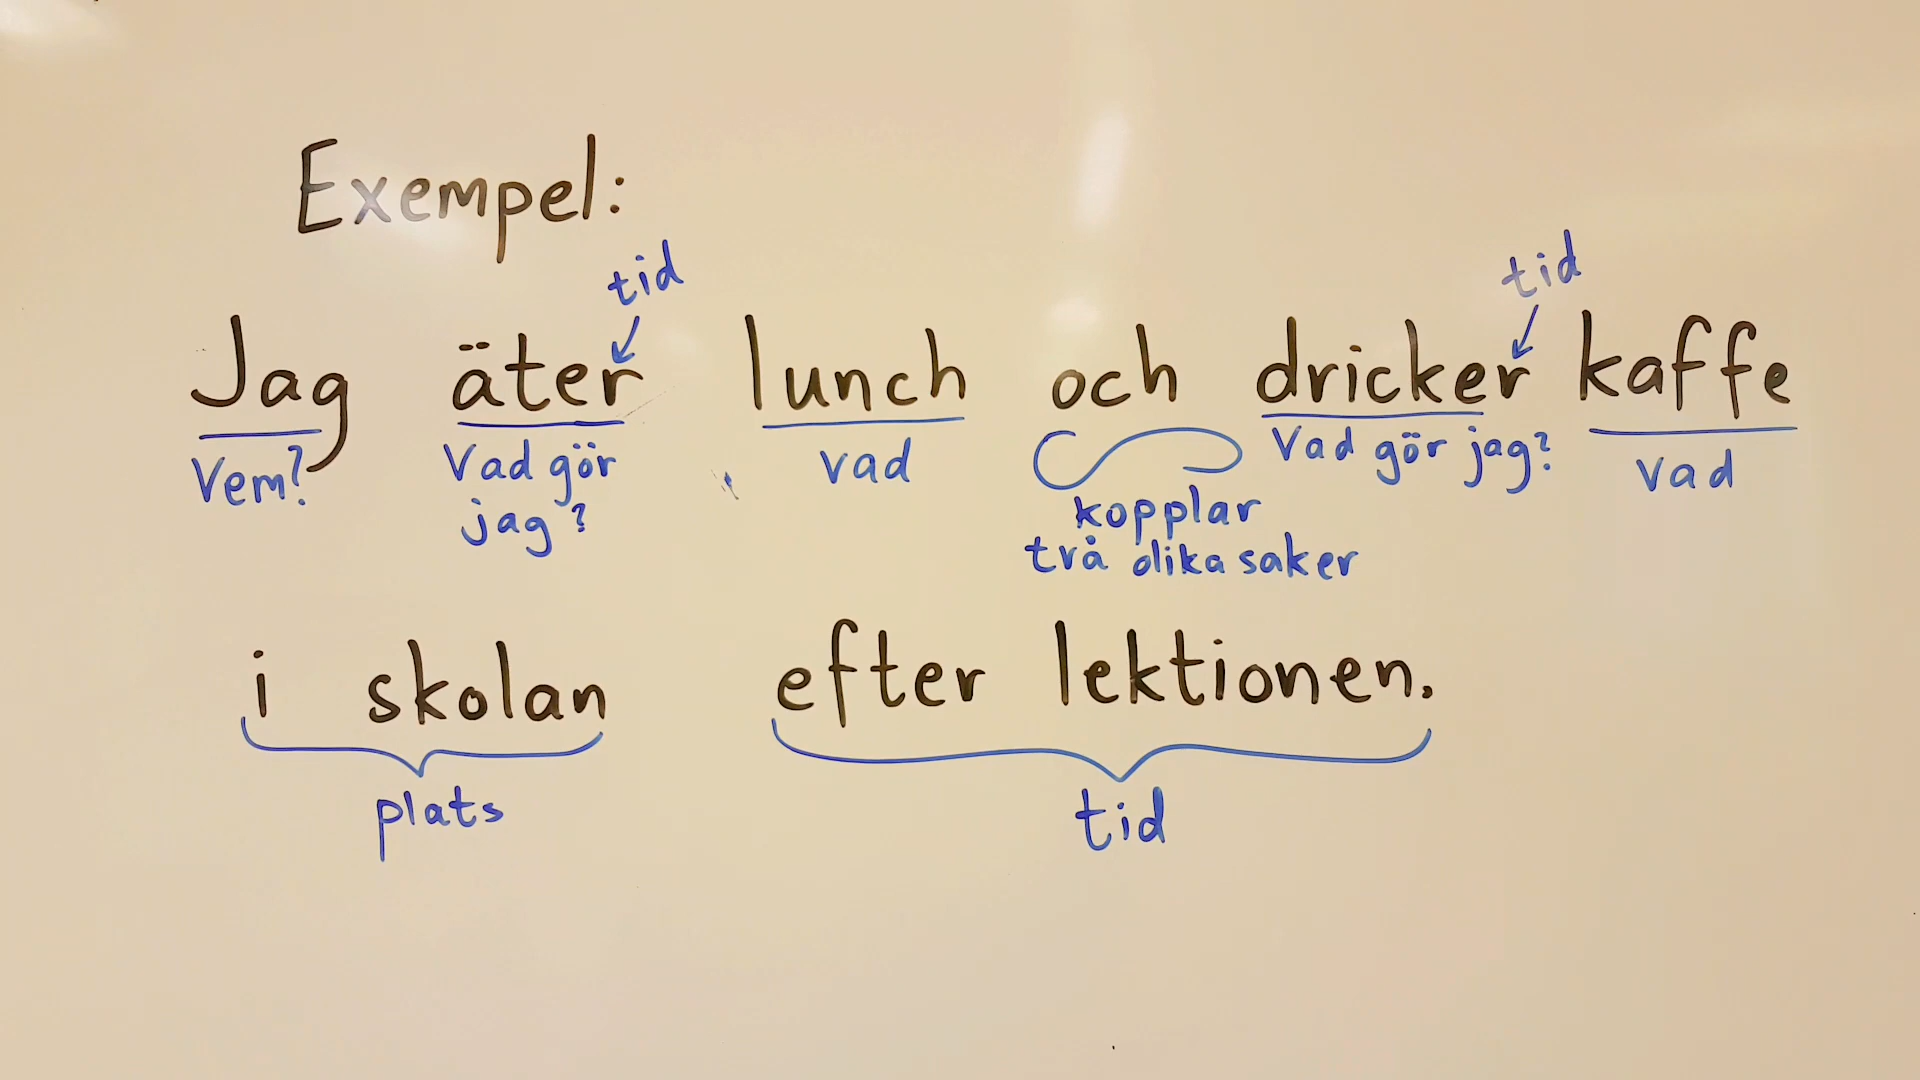 Exempel:
tid tid
Jag äter lunch och dricker kaffe
Vem? Vad gör jag? vad kopplar två olika saker Vad gör jag? vad
i skolan efter lektionen.
plats tid